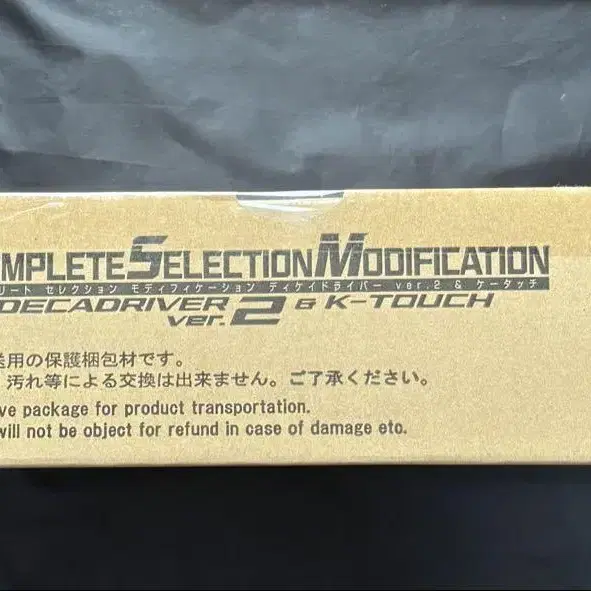 MPLETE SELECTION MODIFICATION
リート セレクション モディフィケーション ディケイドライバー ver.2 & ケータッチ
DECADRIVER ver.2 & K-TOUCH
送用の保護梱包材です。
汚れ等による交換は出来ません。ご了承ください。
ve package for product transportation.
will not be object for refund in case of damage etc.